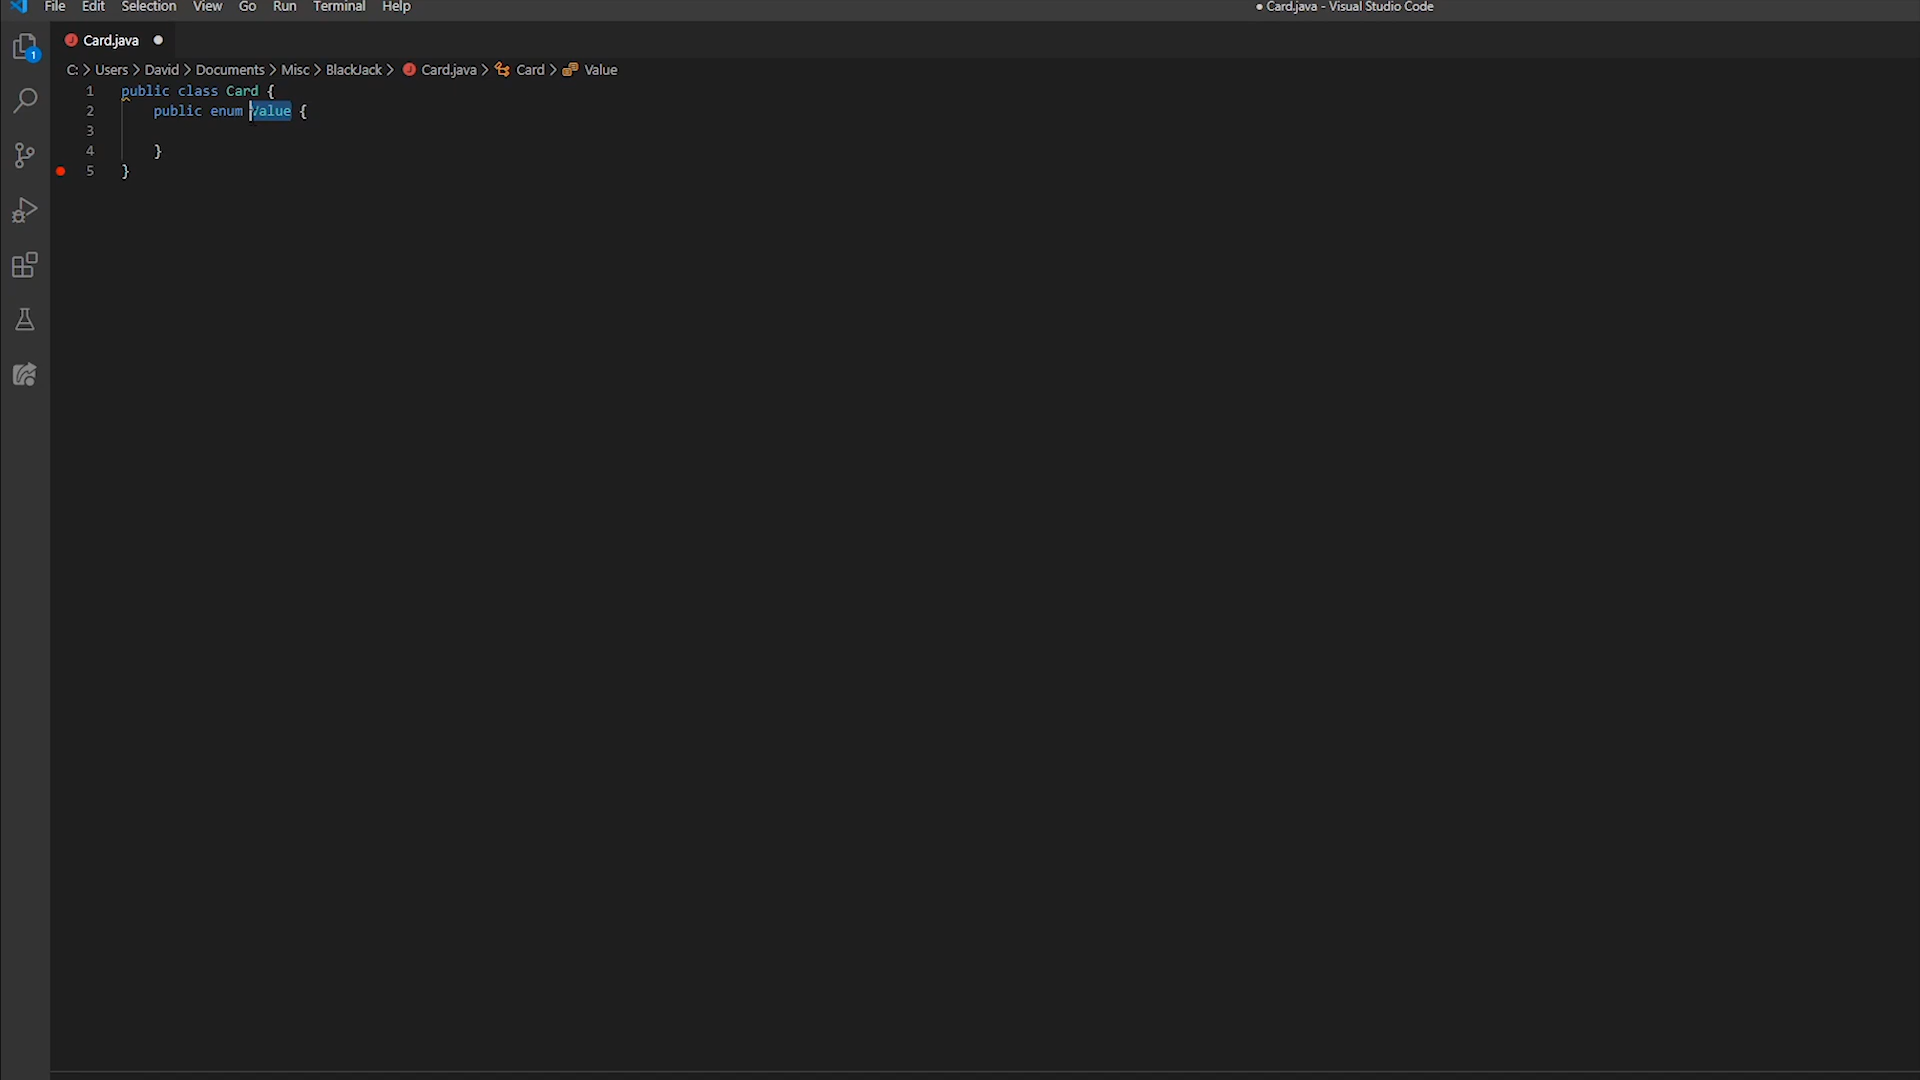 File Edit Selection View Go Run Terminal Help
● Card.java - Visual Studio Code
1
J Card.java ●
C: > Users > David > Documents > Misc > BlackJack > J Card.java > Card > Value
1 public class Card {
2 public enum Value {
3
4 }
5 }